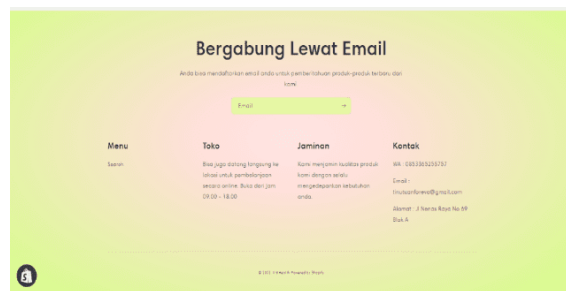 Bergabung Lewat Email
Anda bisa mendaftarkan email anda untuk pemberitahuan produk-produk terbaru dari
kami
Email
Menu
Search
Toko
Bisa juga datang langsung ke
lokasi untuk pembelanjaan
secara online. Buka dari jam
09.00 - 18.00
Jaminan
Kami menjamin kualitas produk
kami dengan selalu
mengedepankan kebutuhan
anda
Kontak
WA :
Email :
Alamat : Jl Nanda Raya No.69
Blok A